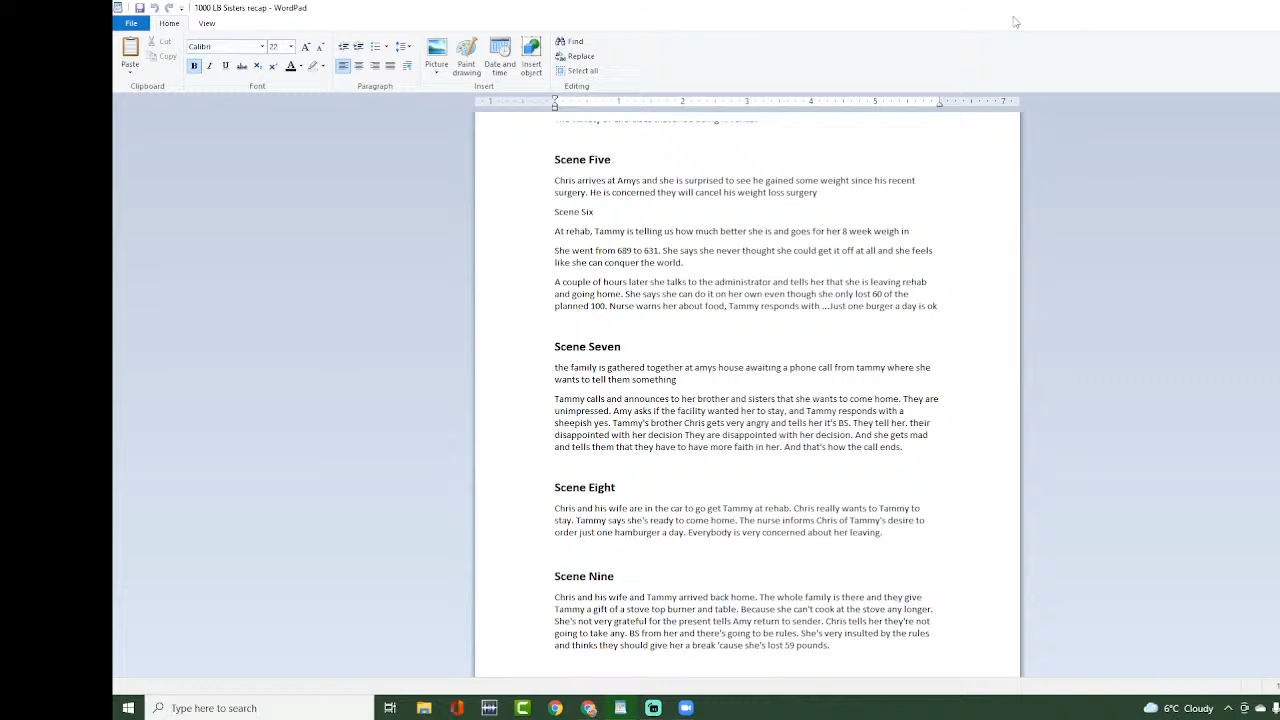 1000 LB Sisters recap - WordPad
File Home View
Paste Cut Copy
Calibri 22
Picture Paint drawing Date and time Insert object
Find
Replace
Select all
Clipboard Font Paragraph Insert Editing
1 1 2 3 4 5 7
Scene Five
Chris arrives at Amys and she is surprised to see he gained some weight since his recent
surgery. He is concerned they will cancel his weight loss surgery
Scene Six
At rehab, Tammy is telling us how much better she is and goes for her 8 week weigh in
She went from 689 to 631. She says she never thought she could get it off at all and she feels
like she can conquer the world.
A couple of hours later she talks to the administrator and tells her that she is leaving rehab
and going home. She says she can do it on her own even though she only lost 60 of the
planned 100. Nurse warns her about food, Tammy responds with ...Just one burger a day is ok
Scene Seven
the family is gathered together at amys house awaiting a phone call from tammy where she
wants to tell them something
Tammy calls and announces to her brother and sisters that she wants to come home. They are
unimpressed. Amy asks if the facility wanted her to stay, and Tammy responds with a
sheepish yes. Tammy's brother Chris gets very angry and tells her it's BS. They tell her. their
disappointed with her decision They are disappointed with her decision. And she gets mad
and tells them that they have to have more faith in her. And that's how the call ends.
Scene Eight
Chris and his wife are in the car to go get Tammy at rehab. Chris really wants to Tammy to
stay. Tammy says she's ready to come home. The nurse informs Chris of Tammy's desire to
order just one hamburger a day. Everybody is very concerned about her leaving.
Scene Nine
Chris and his wife and Tammy arrived back home. The whole family is there and they give
Tammy a gift of a stove top burner and table. Because she can't cook at the stove any longer.
She's not very grateful for the present tells Amy return to sender. Chris tells her they're not
going to take any. BS from her and there's going to be rules. She's very insulted by the rules
and thinks they should give her a break 'cause she's lost 59 pounds.
Type here to search
6°C Cloudy